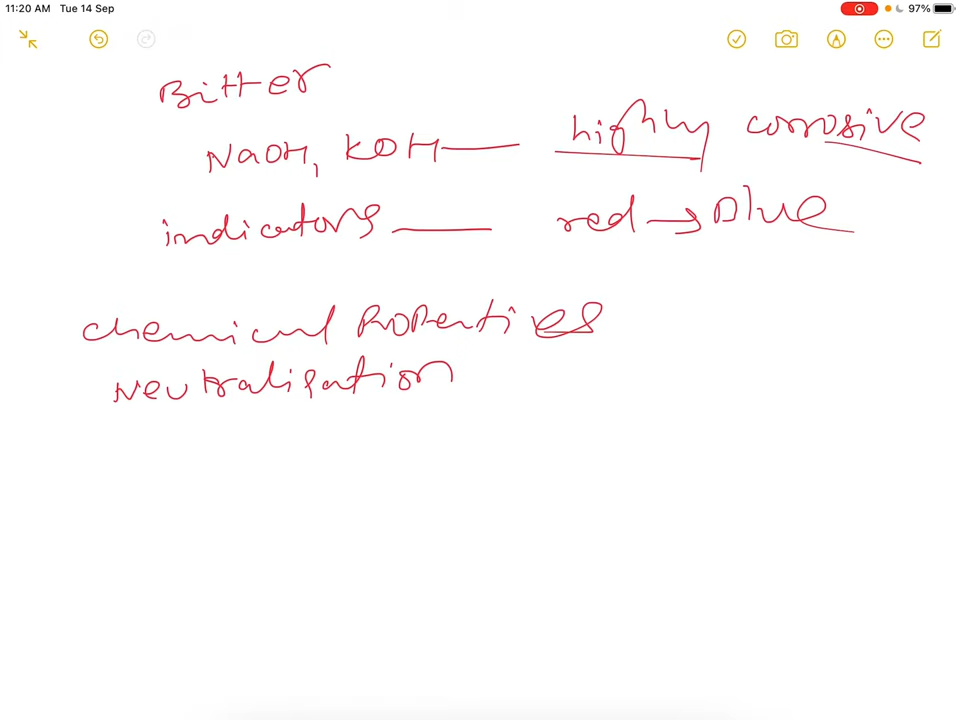 11:20 AM Tue 14 Sep 97%
Bitter
NaOH, KOH — highly corrosive
indicators — red → Blue
chemical Properties
Neutralisation